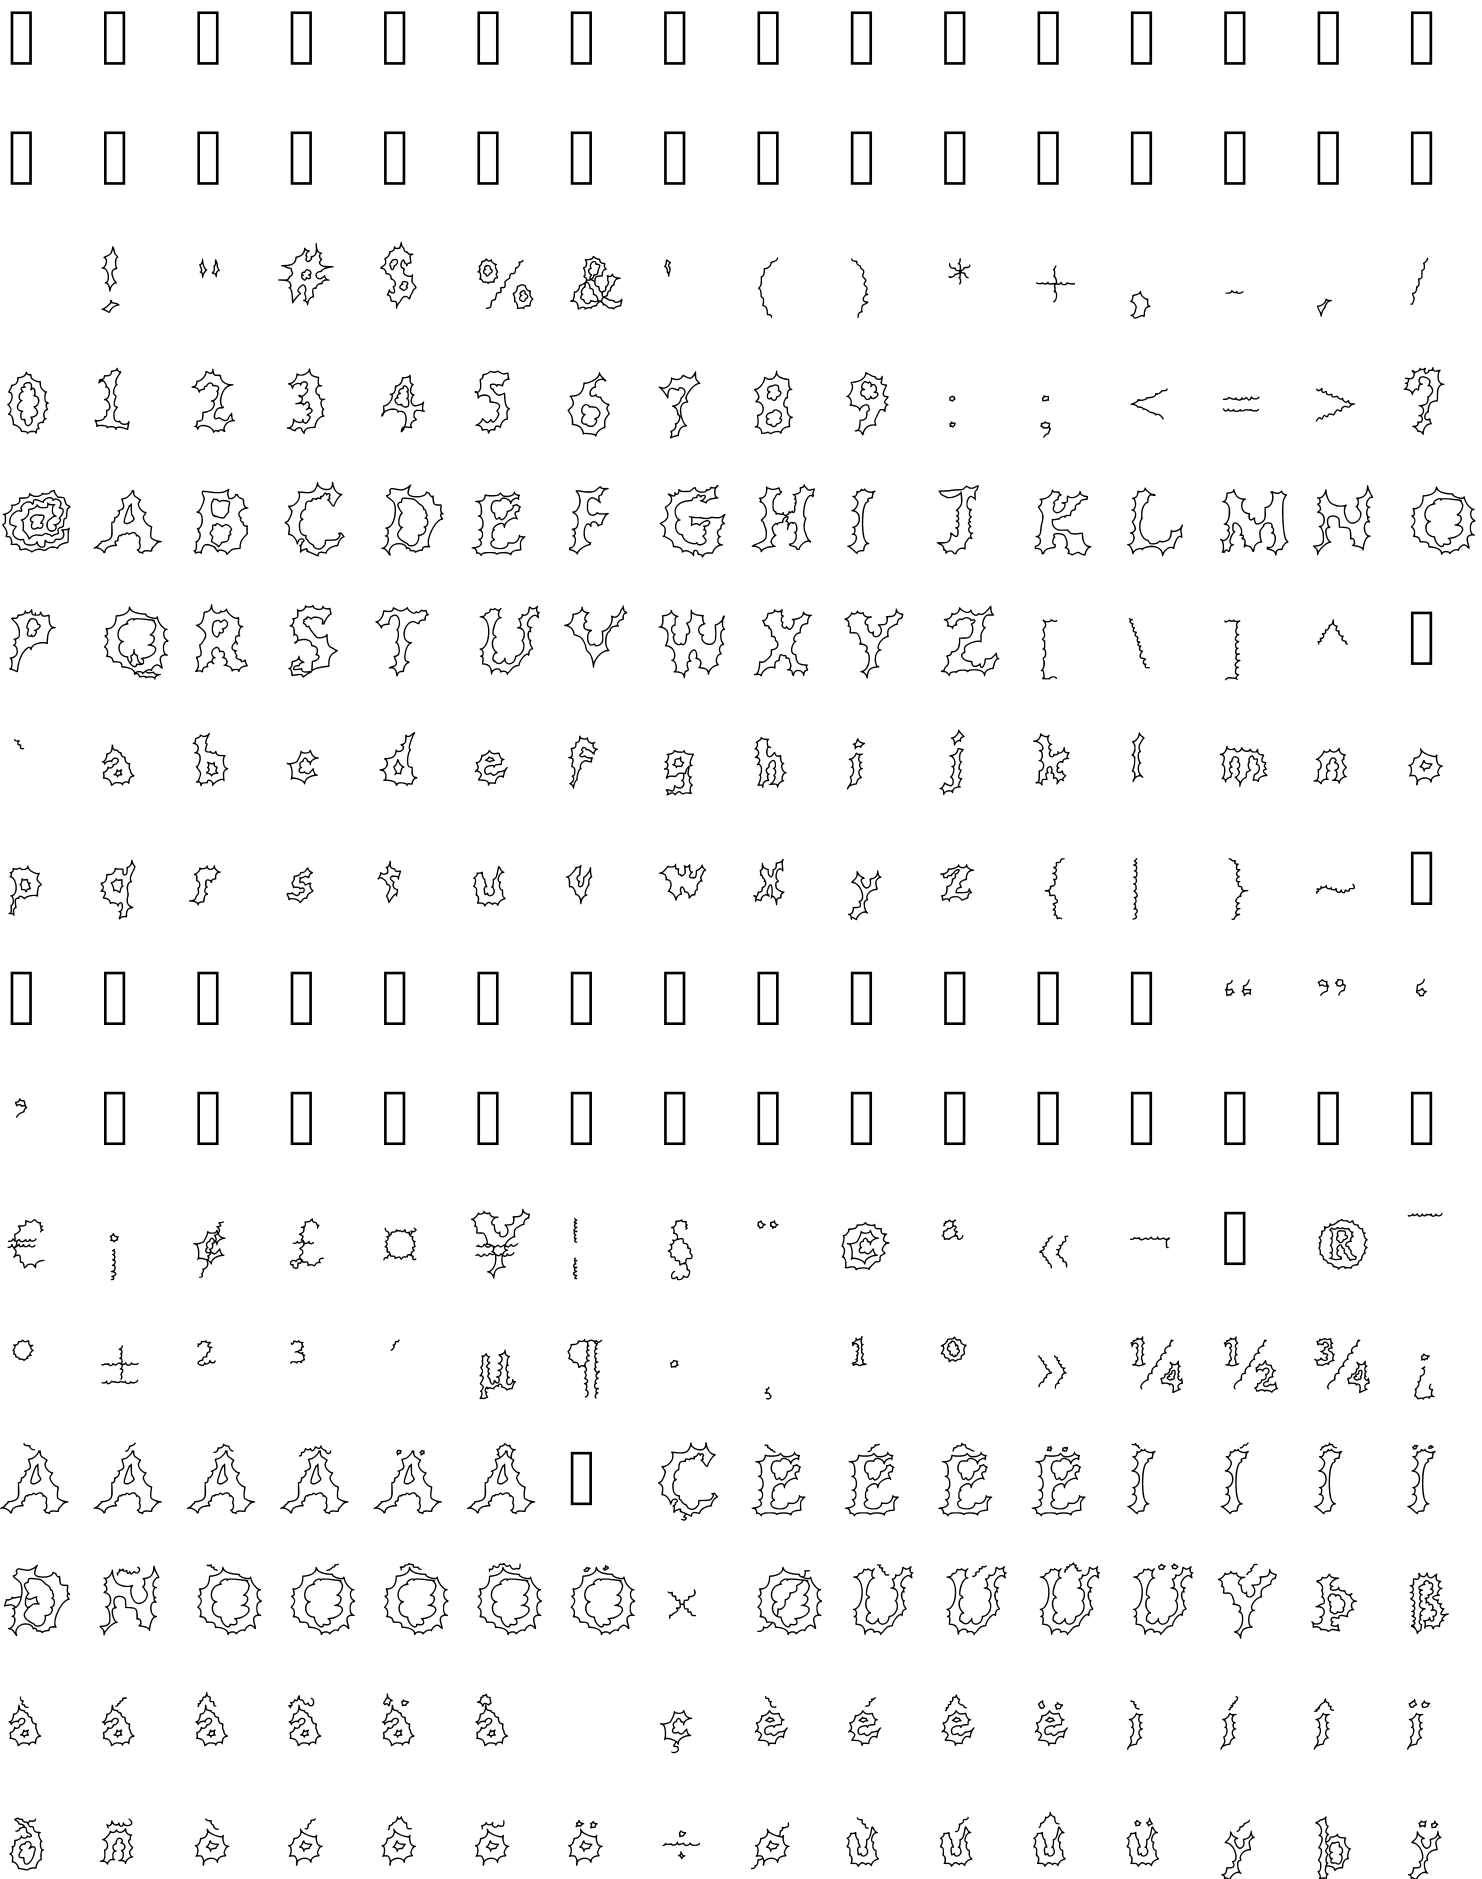 ! " # $ % & ' ( ) * + , - . /
0 1 2 3 4 5 6 7 8 9 : ; < = > ?
@ A B C D E F G H I J K L M N O
P Q R S T U V W X Y Z [ \ ] ^
` a b c d e f g h i j k l m n o
p q r s t u v w x y z { | } ~
“ ” ‘
’
€ ¡ ¢ £ ¤ ¥ ¦ § ¨ © ª « ¬ ® ¯
° ± ² ³ ´ µ ¶ · ¸ ¹ º » ¼ ½ ¾ ¿
À Á Â Ã Ä Å Ç È É Ê Ë Ì Í Î Ï
Ð Ñ Ò Ó Ô Õ Ö × Ø Ù Ú Û Ü Ý Þ ß
à á â ã ä å ç è é ê ë ì í î ï
ð ñ ò ó ô õ ö ÷ ø ù ú û ü ý þ ÿ